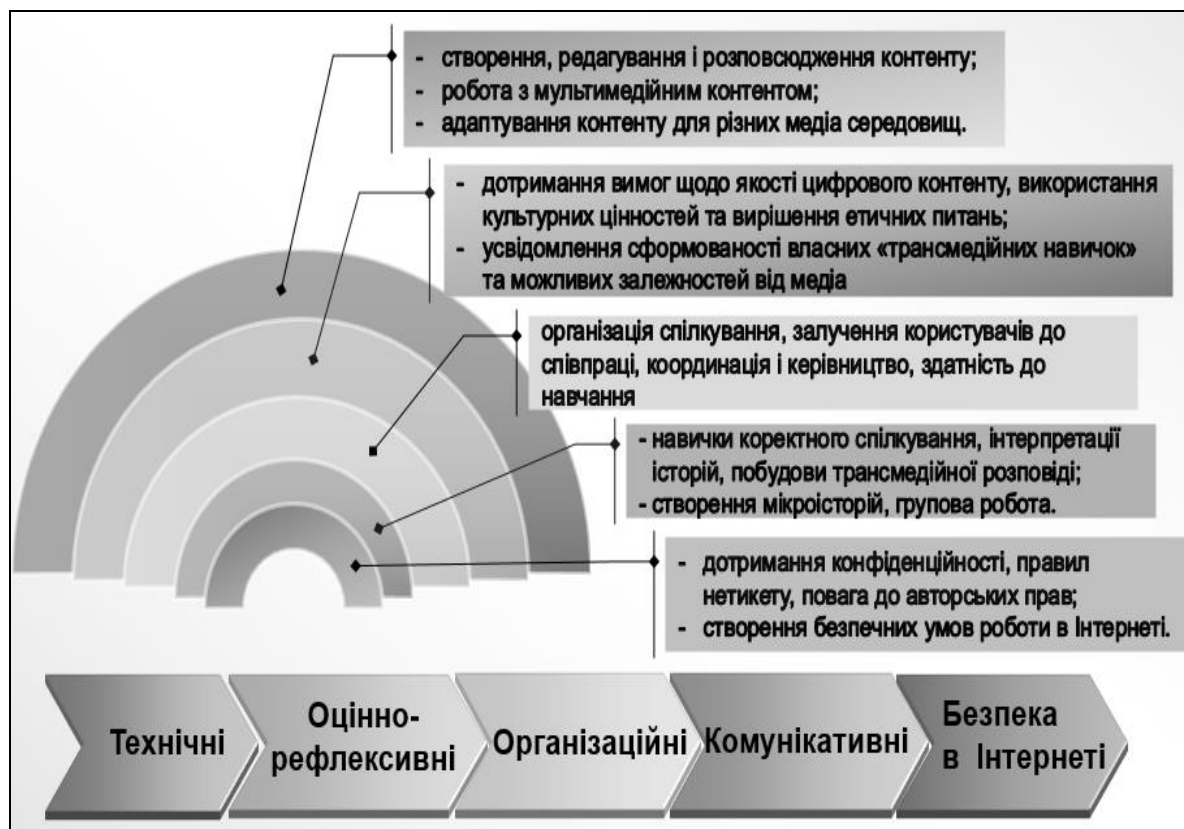 - створення, редагування і розповсюдження контенту;
- робота з мультимедійним контентом;
- адаптування контенту для різних медіа середовищ.
- дотримання вимог щодо якості цифрового контенту, використання
культурних цінностей та вирішення етичних питань;
- усвідомлення сформованості власних «трансмедійних навичок»
та можливих залежностей від медіа
організація спілкування, залучення користувачів до
співпраці, координація і керівництво, здатність до
навчання
- навички коректного спілкування, інтерпретації
історій, побудови трансмедійної розповіді;
- створення мікроісторій, групова робота.
- дотримання конфіденційності, правил
нетикету, повага до авторських прав;
- створення безпечних умов роботи в Інтернеті.
Технічні
Оцінно-
рефлексивні
Організаційні
Комунікативні
Безпека
в Інтернеті